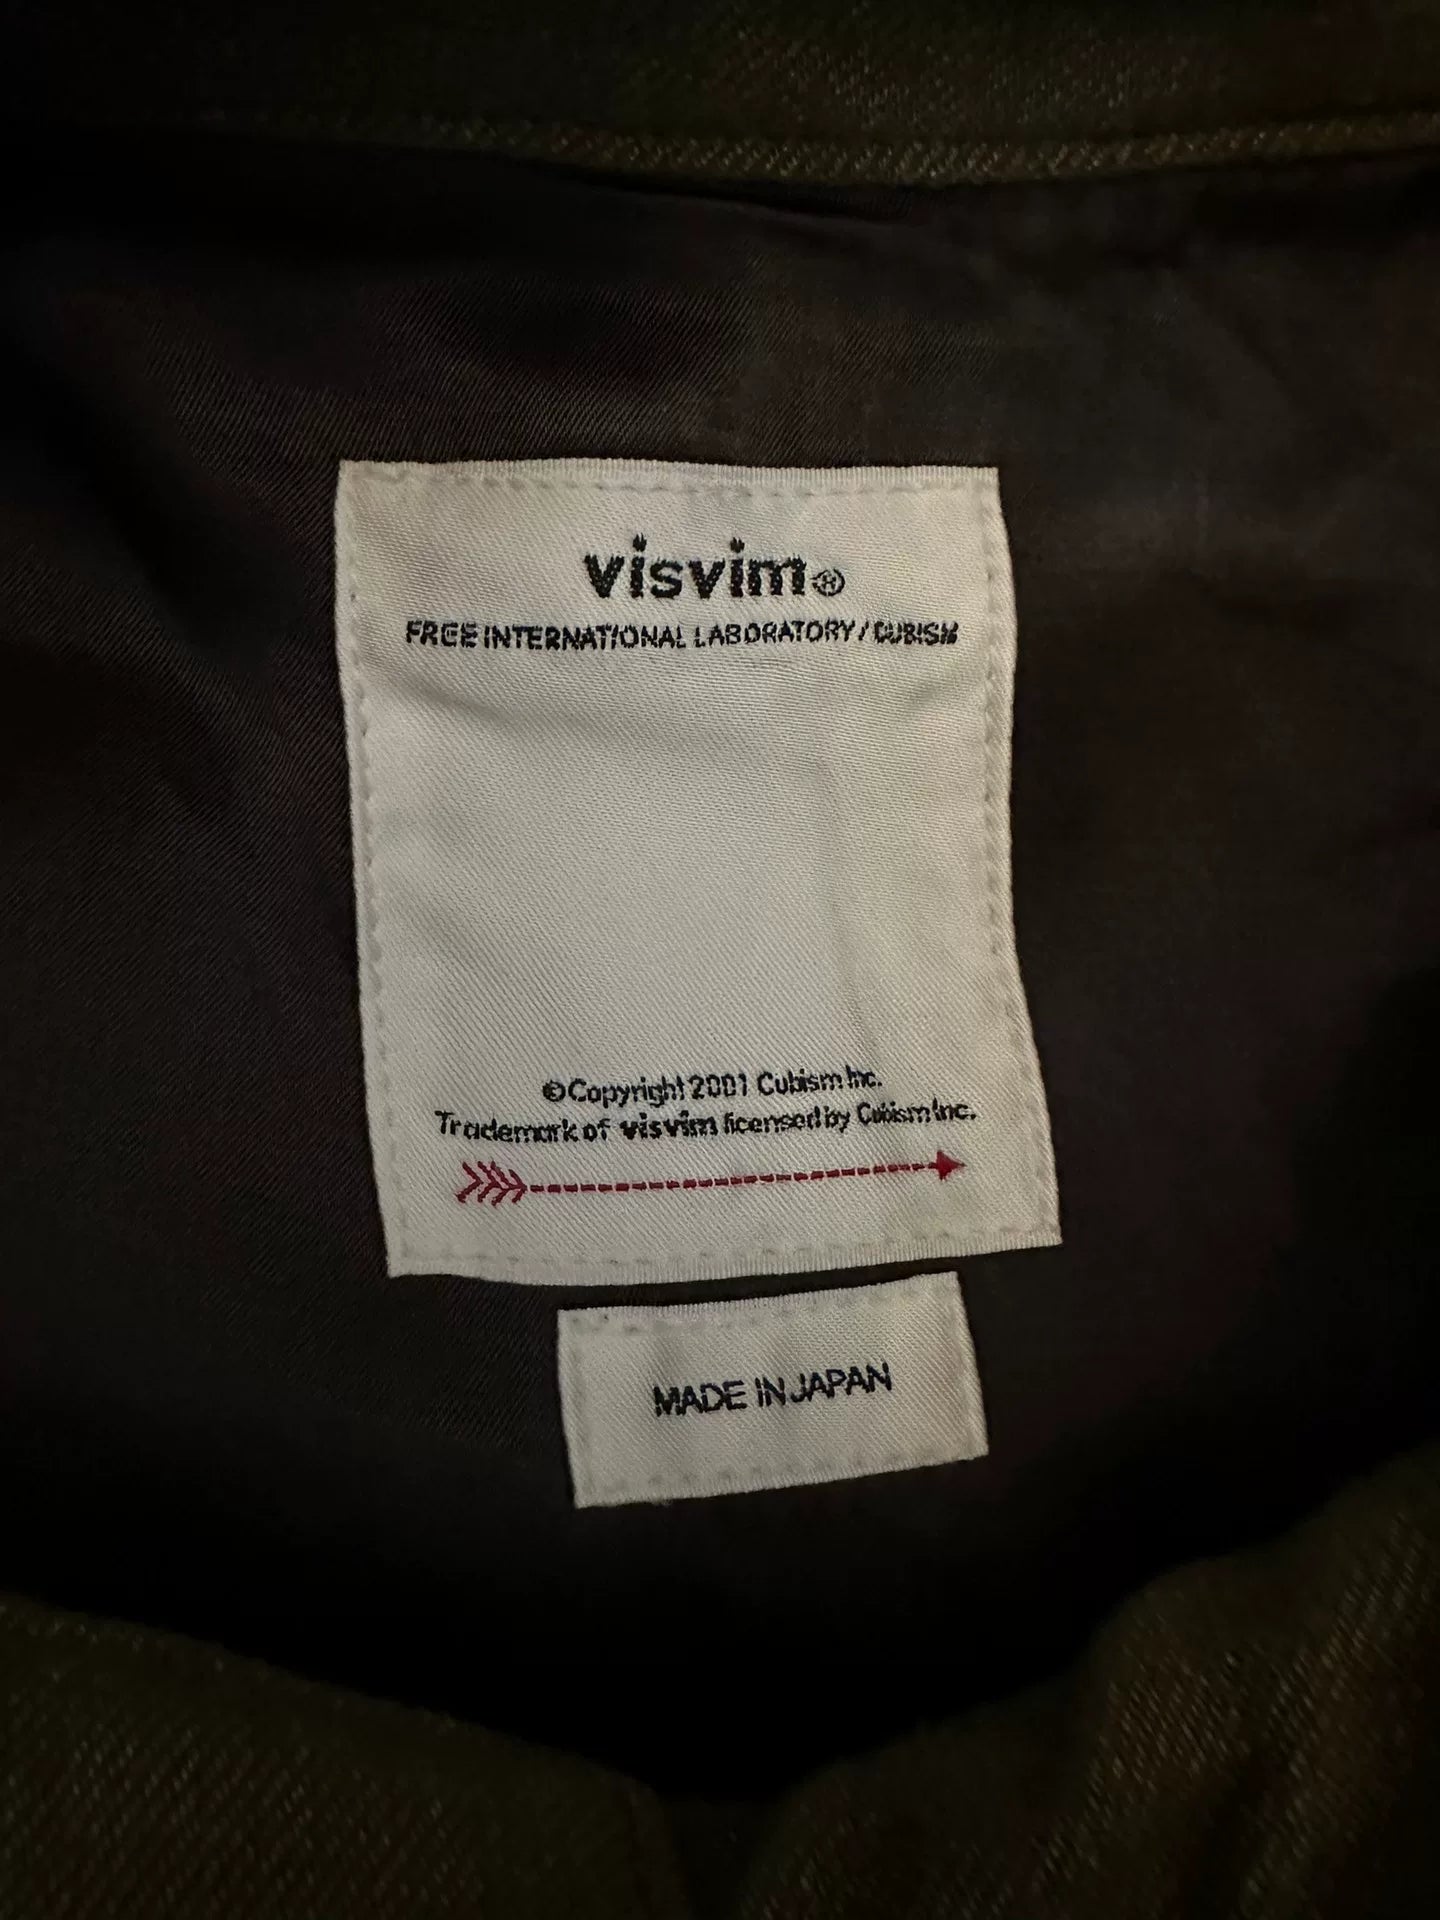 visvim®
FREE INTERNATIONAL LABORATORY / CUBISM
©Copyright 2001 Cubism Inc.
Trademark of visvim licensed by Cubism Inc.
MADE IN JAPAN